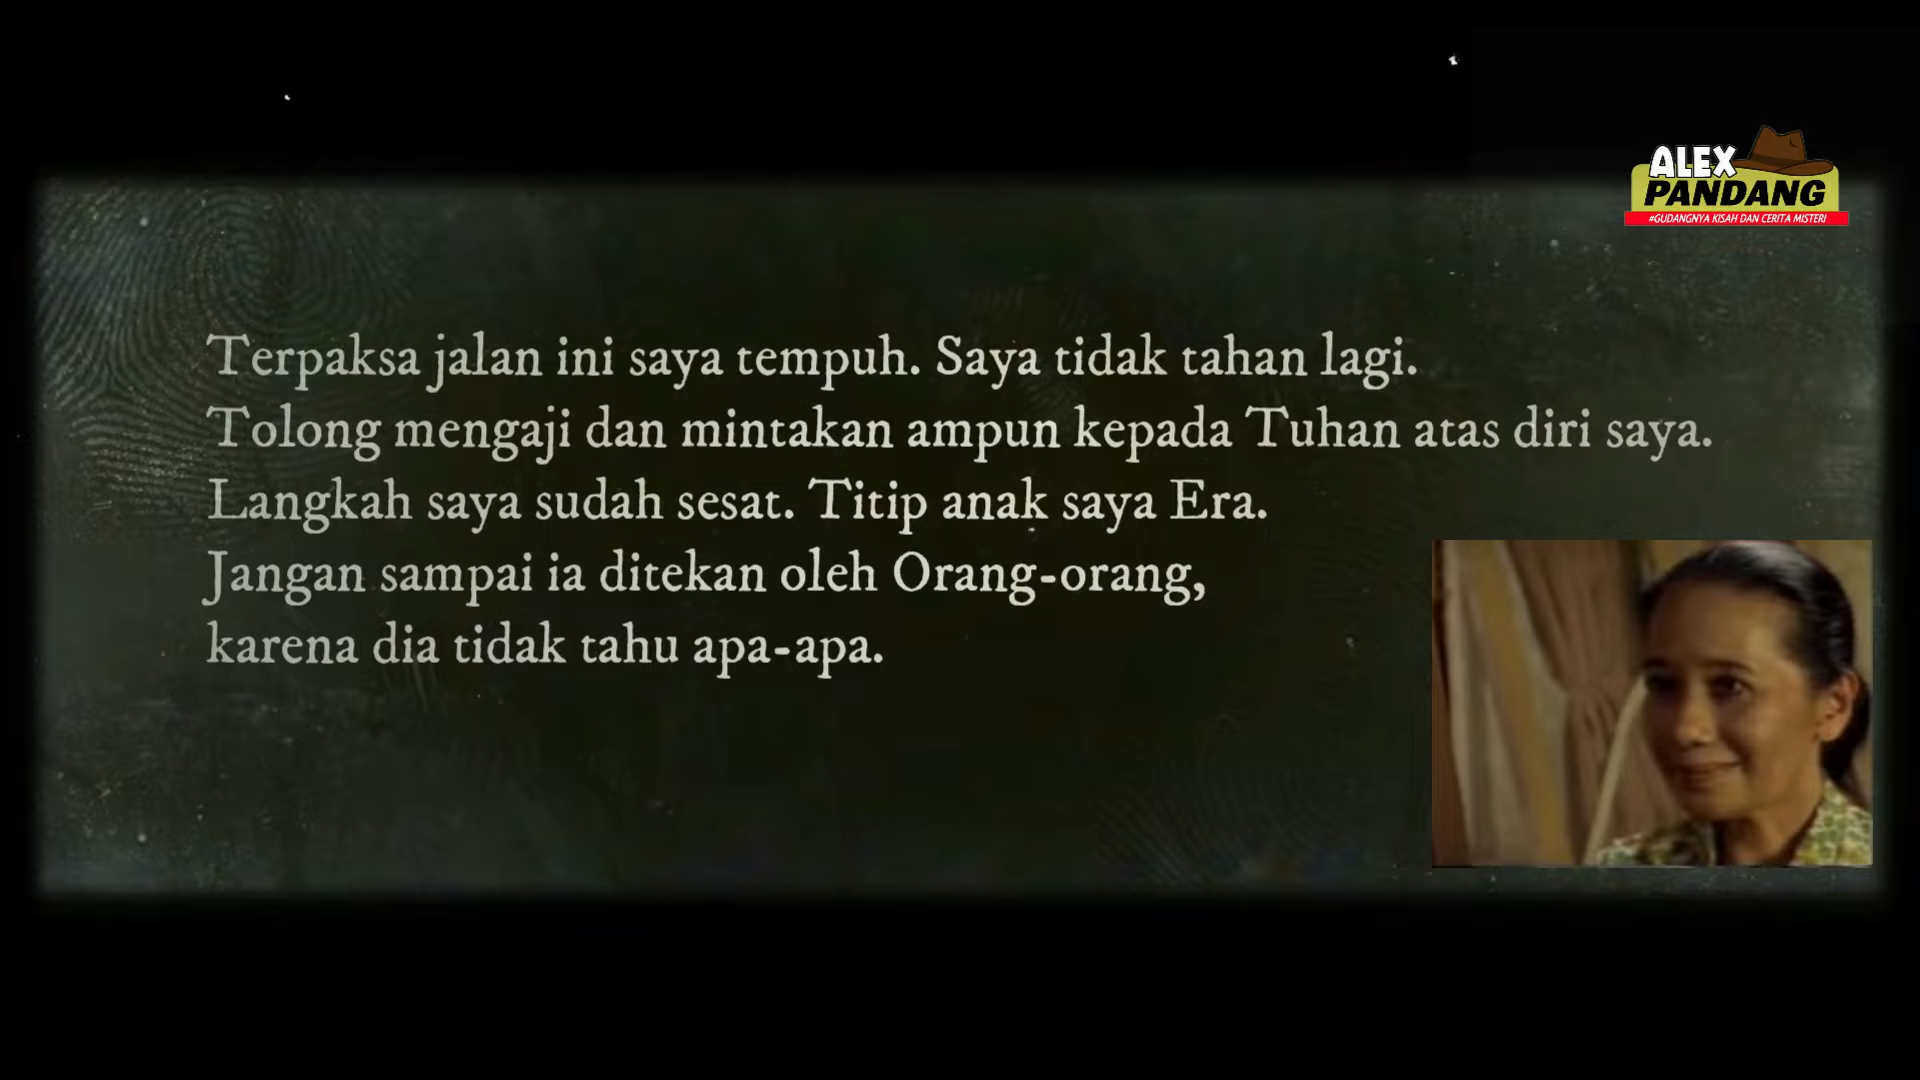 ALEX
PANDANG
#GUDANGNYA KISAH DAN CERITA MISTERI
Terpaksa jalan ini saya tempuh. Saya tidak tahan lagi.
Tolong mengaji dan mintakan ampun kepada Tuhan atas diri saya.
Langkah saya sudah sesat. Titip anak saya Era.
Jangan sampai ia ditekan oleh Orang-orang,
karena dia tidak tahu apa-apa.